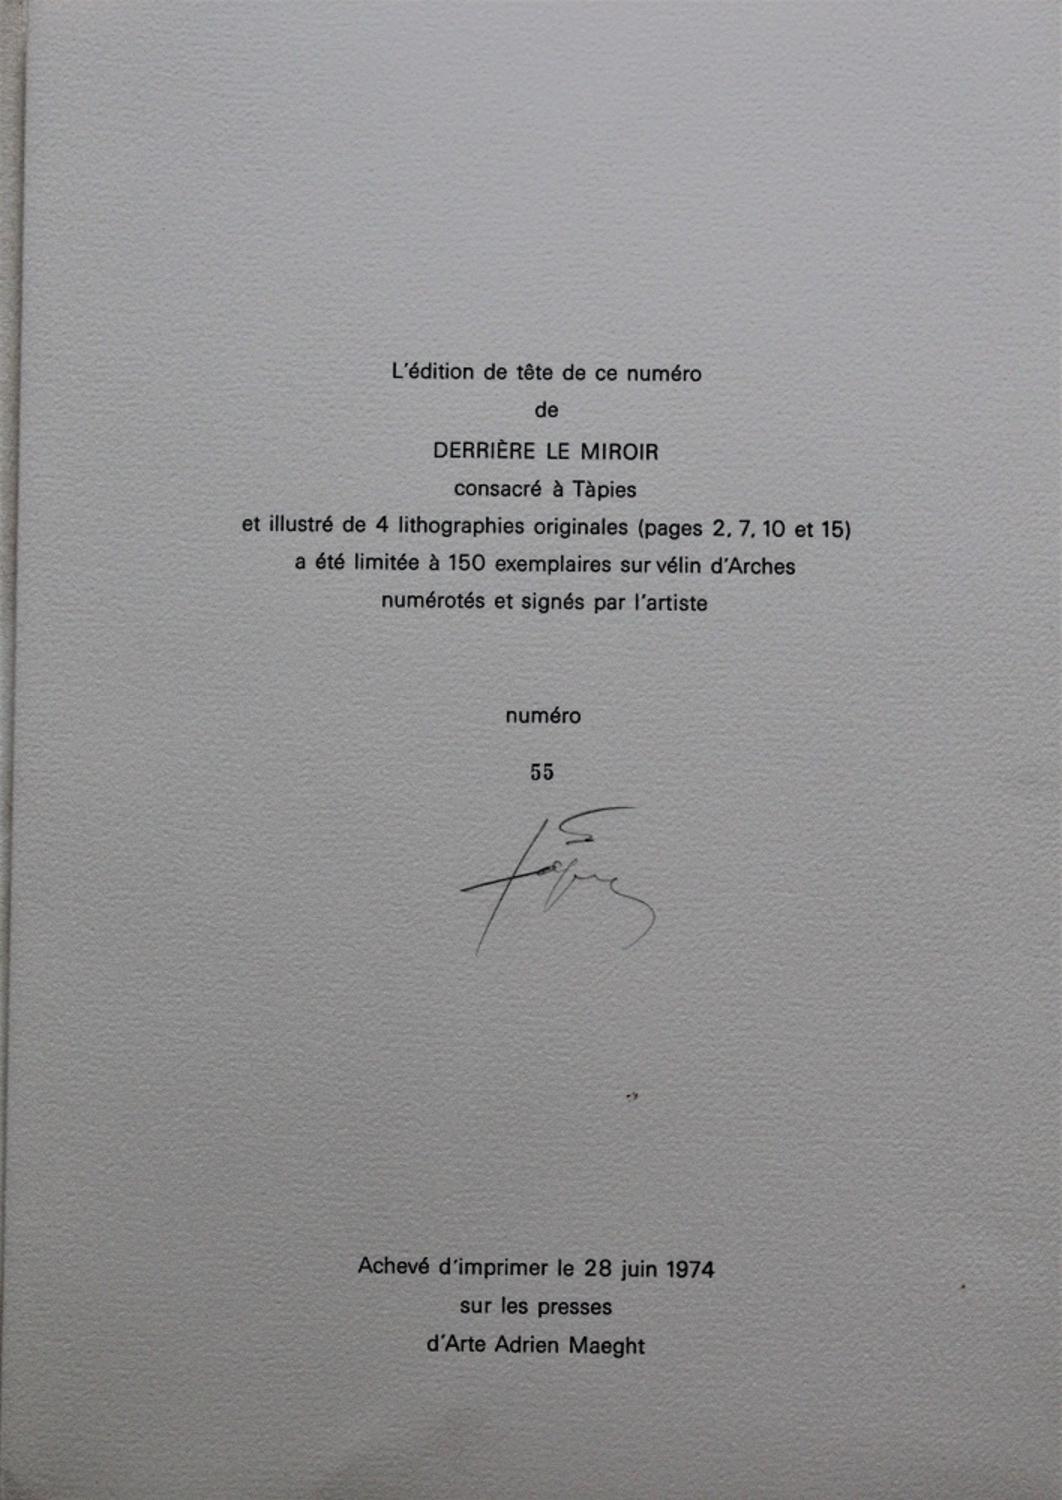 L'édition de tête de ce numéro
de
DERRIÈRE LE MIROIR
consacré à Tàpies
et illustré de 4 lithographies originales (pages 2, 7, 10 et 15)
a été limitée à 150 exemplaires sur vélin d'Arches
numérotés et signés par l'artiste
numéro
55
Tàpies
Achevé d'imprimer le 28 juin 1974
sur les presses
d'Arte Adrien Maeght